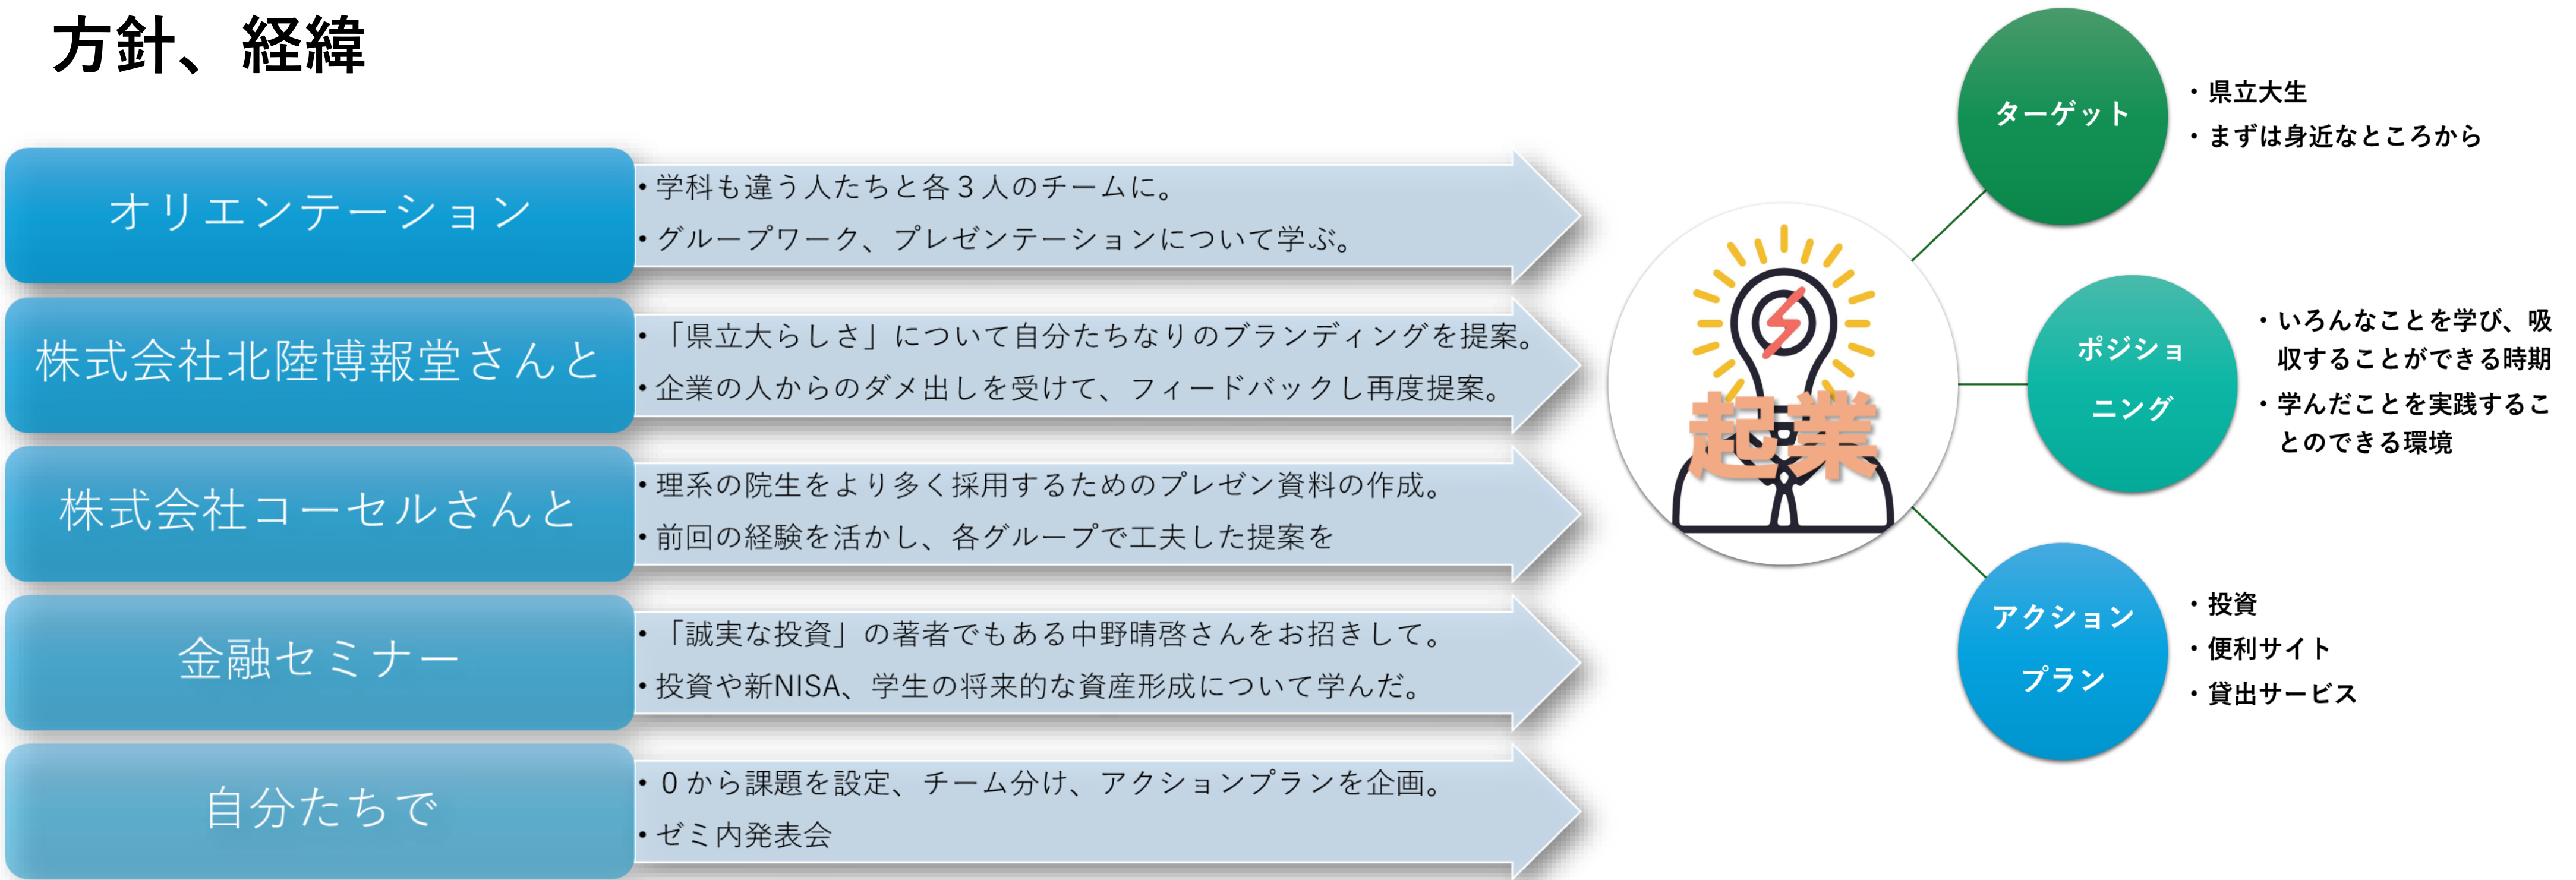 方針、経緯
オリエンテーション
・学科も違う人たちと各３人のチームに。
・グループワーク、プレゼンテーションについて学ぶ。
株式会社北陸博報堂さんと
・「県立大らしさ」について自分たちなりのブランディングを提案。
・企業の人からのダメ出しを受けて、フィードバックし再度提案。
株式会社コーセルさんと
・理系の院生をより多く採用するためのプレゼン資料の作成。
・前回の経験を活かし、各グループで工夫した提案を
金融セミナー
・「誠実な投資」の著者でもある中野晴啓さんをお招きして。
・投資や新NISA、学生の将来的な資産形成について学んだ。
自分たちで
・０から課題を設定、チーム分け、アクションプランを企画。
・ゼミ内発表会
起業
ターゲット
・県立大生
・まずは身近なところから
ポジショ
ニング
・いろんなことを学び、吸
収することができる時期
・学んだことを実践するこ
とのできる環境
アクション
プラン
・投資
・便利サイト
・貸出サービス